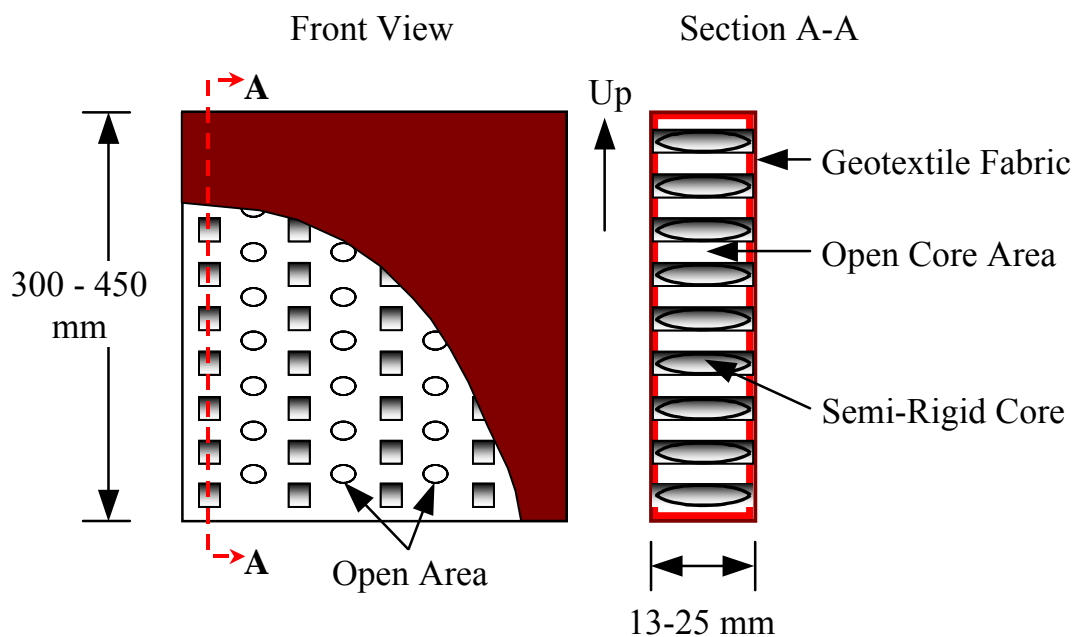 Front View
Section A-A
A
Up
Geotextile Fabric
Open Core Area
300 - 450
mm
Semi-Rigid Core
A
Open Area
13-25 mm